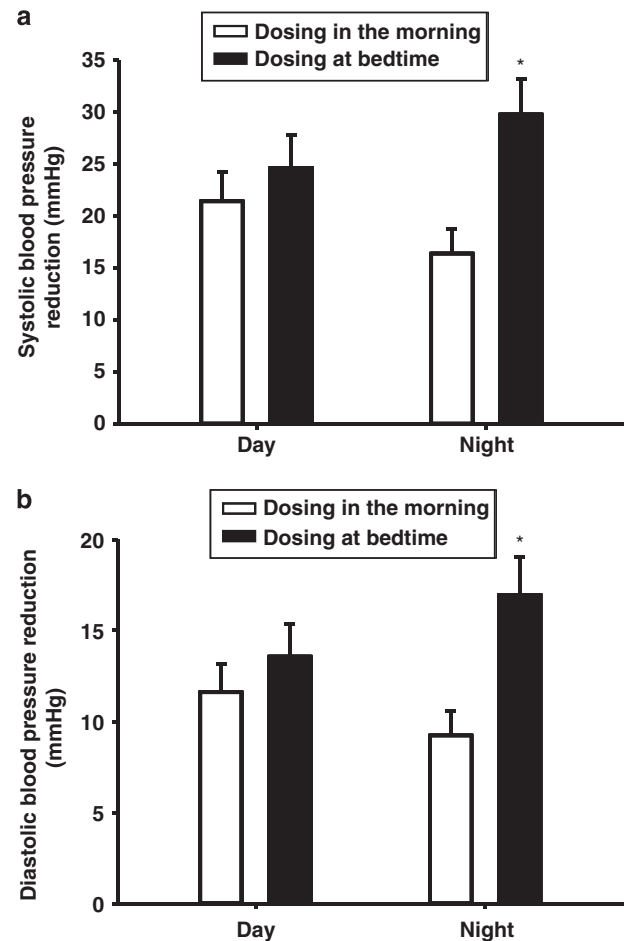 a
Dosing in the morning
Dosing at bedtime
Systolic blood pressure
reduction (mmHg)
35
30
25
20
15
10
5
0
*
Day
Night
b
Dosing in the morning
Dosing at bedtime
Diastolic blood pressure reduction
(mmHg)
20
15
10
5
0
*
Day
Night